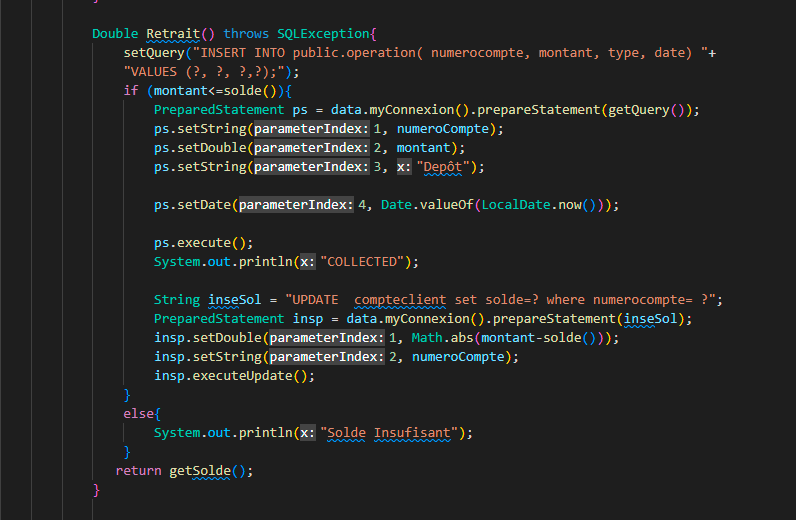 Double Retrait() throws SQLException{
setQuery("INSERT INTO public.operation( numerocompte, montant, type, date) "+
"VALUES (?, ?, ?,?);");
if (montant<=solde()){
PreparedStatement ps = data.myConnexion().prepareStatement(getQuery());
ps.setString(parameterIndex: 1, numeroCompte);
ps.setDouble(parameterIndex: 2, montant);
ps.setString(parameterIndex: 3, x: "Depôt");
ps.setDate(parameterIndex: 4, Date.valueOf(LocalDate.now()));
ps.execute();
System.out.println(x: "COLLECTED");
String inseSol = "UPDATE  compteclient set solde=? where numerocompte= ?";
PreparedStatement insp = data.myConnexion().prepareStatement(inseSol);
insp.setDouble(parameterIndex: 1, Math.abs(montant-solde()));
insp.setString(parameterIndex: 2, numeroCompte);
insp.executeUpdate();
}
else{
System.out.println(x: "Solde Insufisant");
}
return getSolde();
}